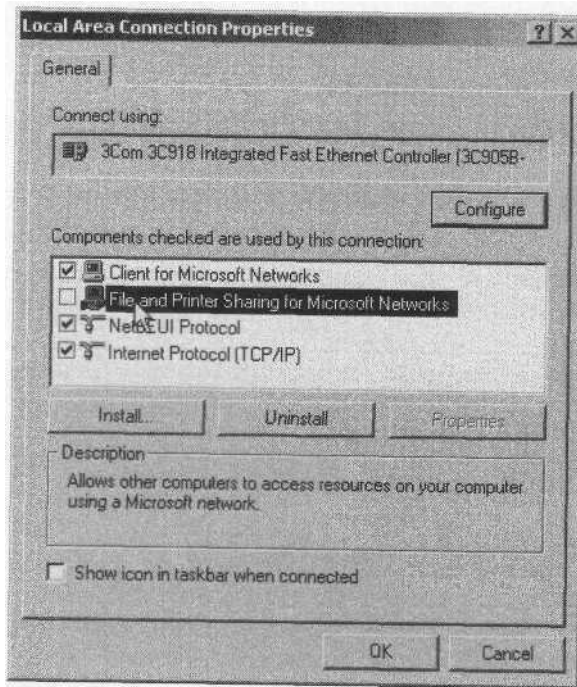 Local Area Connection Properties
General
Connect using:
3Com 3C918 Integrated Fast Ethernet Controller (3C905B-
Configure
Components checked are used by this connection:
Client for Microsoft Networks
File and Printer Sharing for Microsoft Networks
NetBEUI Protocol
Internet Protocol (TCP/IP)
Install... Uninstall Properties
Description
Allows other computers to access resources on your computer
using a Microsoft network.
Show icon in taskbar when connected
OK Cancel